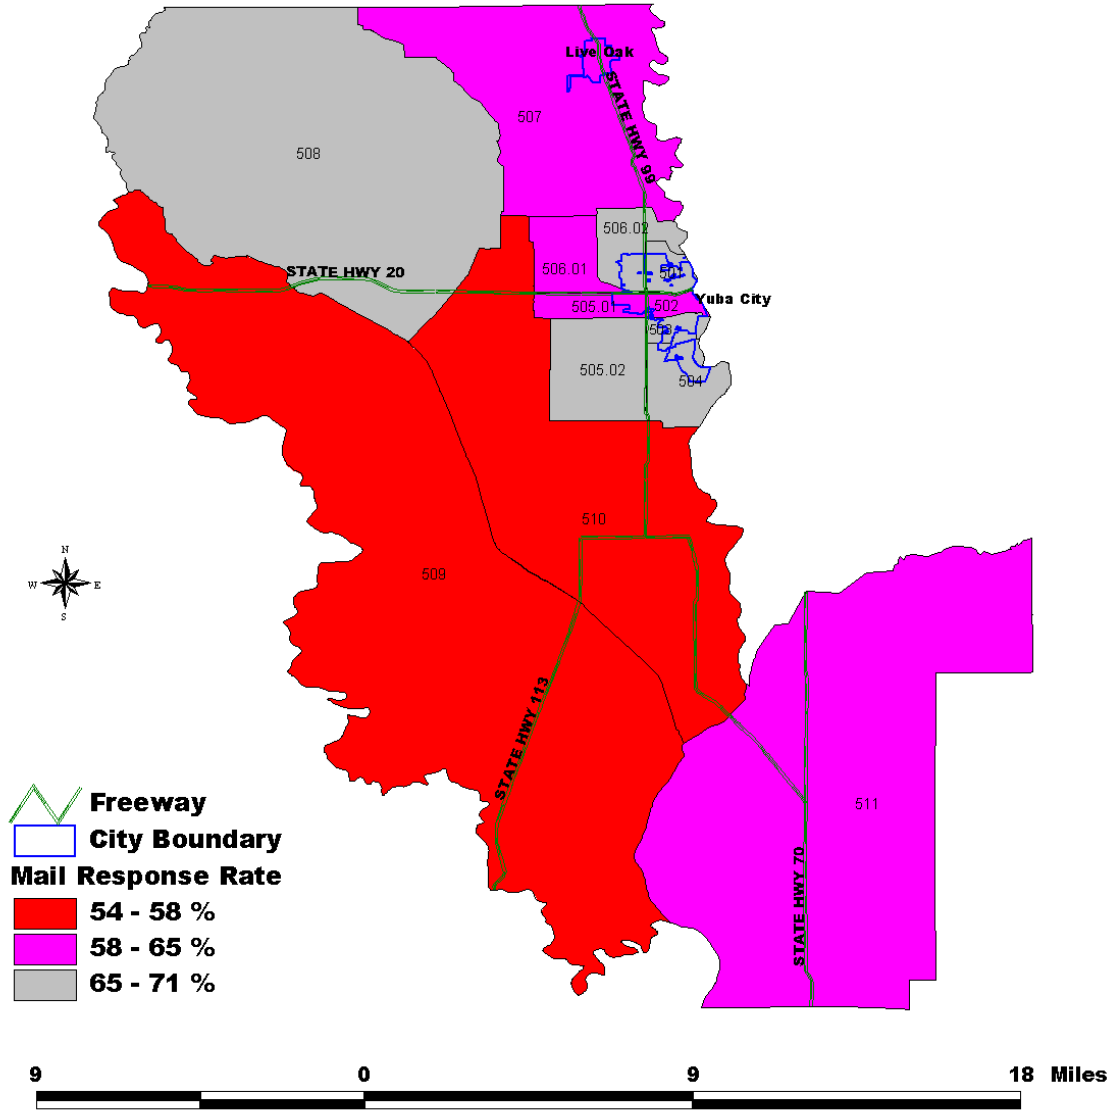 Live Oak
STATE HWY 99
507
508
506.02
STATE HWY 20
506.01
501
Yuba City
505.01
502
503
505.02
504
510
N
W
E
S
509
STATE HWY 113
511
STATE HWY 70
Freeway
City Boundary
Mail Response Rate
54 - 58 %
58 - 65 %
65 - 71 %
9 0 9 18 Miles